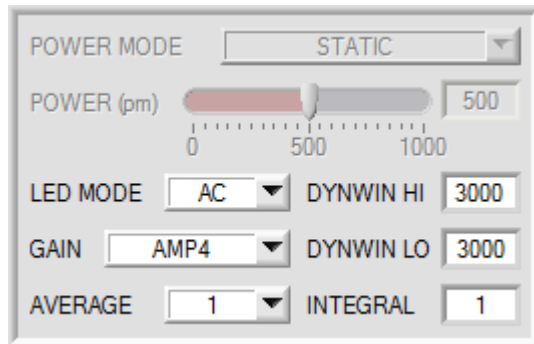 POWER MODE STATIC
POWER (pm) 500
0 500 1000
LED MODE AC DYNWIN HI 3000
GAIN AMP4 DYNWIN LO 3000
AVERAGE 1 INTEGRAL 1